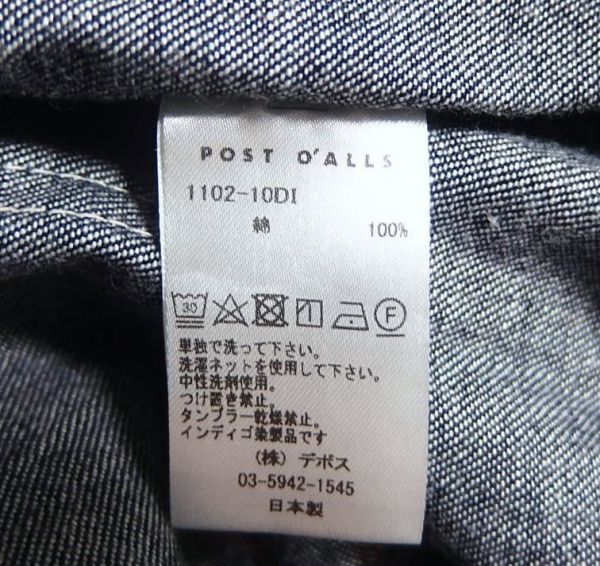 POST O'ALLS
1102-10DI
綿 100%
30 F
単独で洗って下さい。
洗濯ネットを使用して下さい。
中性洗剤使用。
つけ置き禁止。
タンブラー乾燥禁止。
インディゴ染製品です
(株) デボス
03-5942-1545
日本製